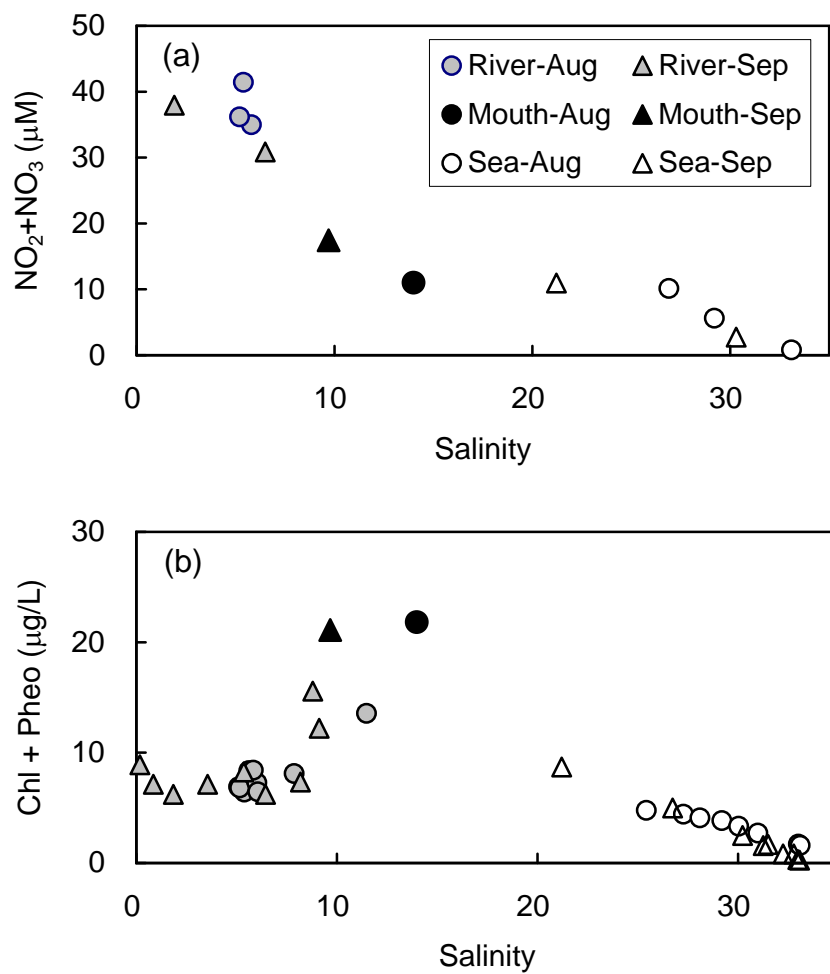 50
40
30
20
10
0
NO2+NO3 (μM)
(a)
River-Aug River-Sep
Mouth-Aug Mouth-Sep
Sea-Aug Sea-Sep
0 10 20 30
Salinity
30
20
10
0
Chl + Pheo (μg/L)
(b)
0 10 20 30
Salinity